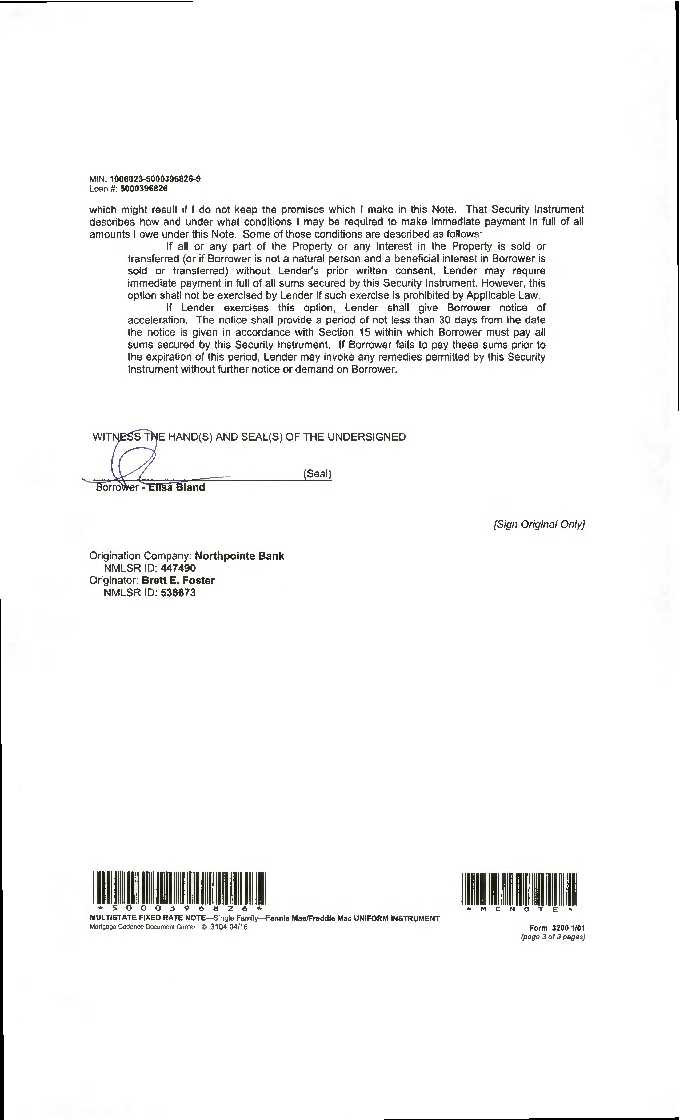 MIN: 1006023-5000396826-9
Loan #: 5000396826
which might result if I do not keep the promises which I make in this Note. That Security Instrument
describes how and under what conditions I may be required to make immediate payment in full of all
amounts I owe under this Note. Some of those conditions are described as follows:
If all or any part of the Property or any Interest in the Property is sold or
transferred (or if Borrower is not a natural person and a beneficial interest in Borrower is
sold or transferred) without Lender's prior written consent, Lender may require
immediate payment in full of all sums secured by this Security Instrument. However, this
option shall not be exercised by Lender if such exercise is prohibited by Applicable Law.
If Lender exercises this option, Lender shall give Borrower notice of
acceleration. The notice shall provide a period of not less than 30 days from the date
the notice is given in accordance with Section 15 within which Borrower must pay all
sums secured by this Security Instrument. If Borrower fails to pay these sums prior to
the expiration of this period, Lender may invoke any remedies permitted by this Security
Instrument without further notice or demand on Borrower.
WITNESS THE HAND(S) AND SEAL(S) OF THE UNDERSIGNED
(Seal)
Borrower - Elisa Bland
[Sign Original Only]
Origination Company: Northpointe Bank
NMLSR ID: 447490
Originator: Brett E. Foster
NMLSR ID: 538673
* 5 0 0 0 3 9 6 8 2 6 *
* M C N O T E *
MULTISTATE FIXED RATE NOTE—Single Family—Fannie Mae/Freddie Mac UNIFORM INSTRUMENT
Mortgage Cadence Document Center © 3104 04/16
Form 3200 1/01
(page 3 of 3 pages)